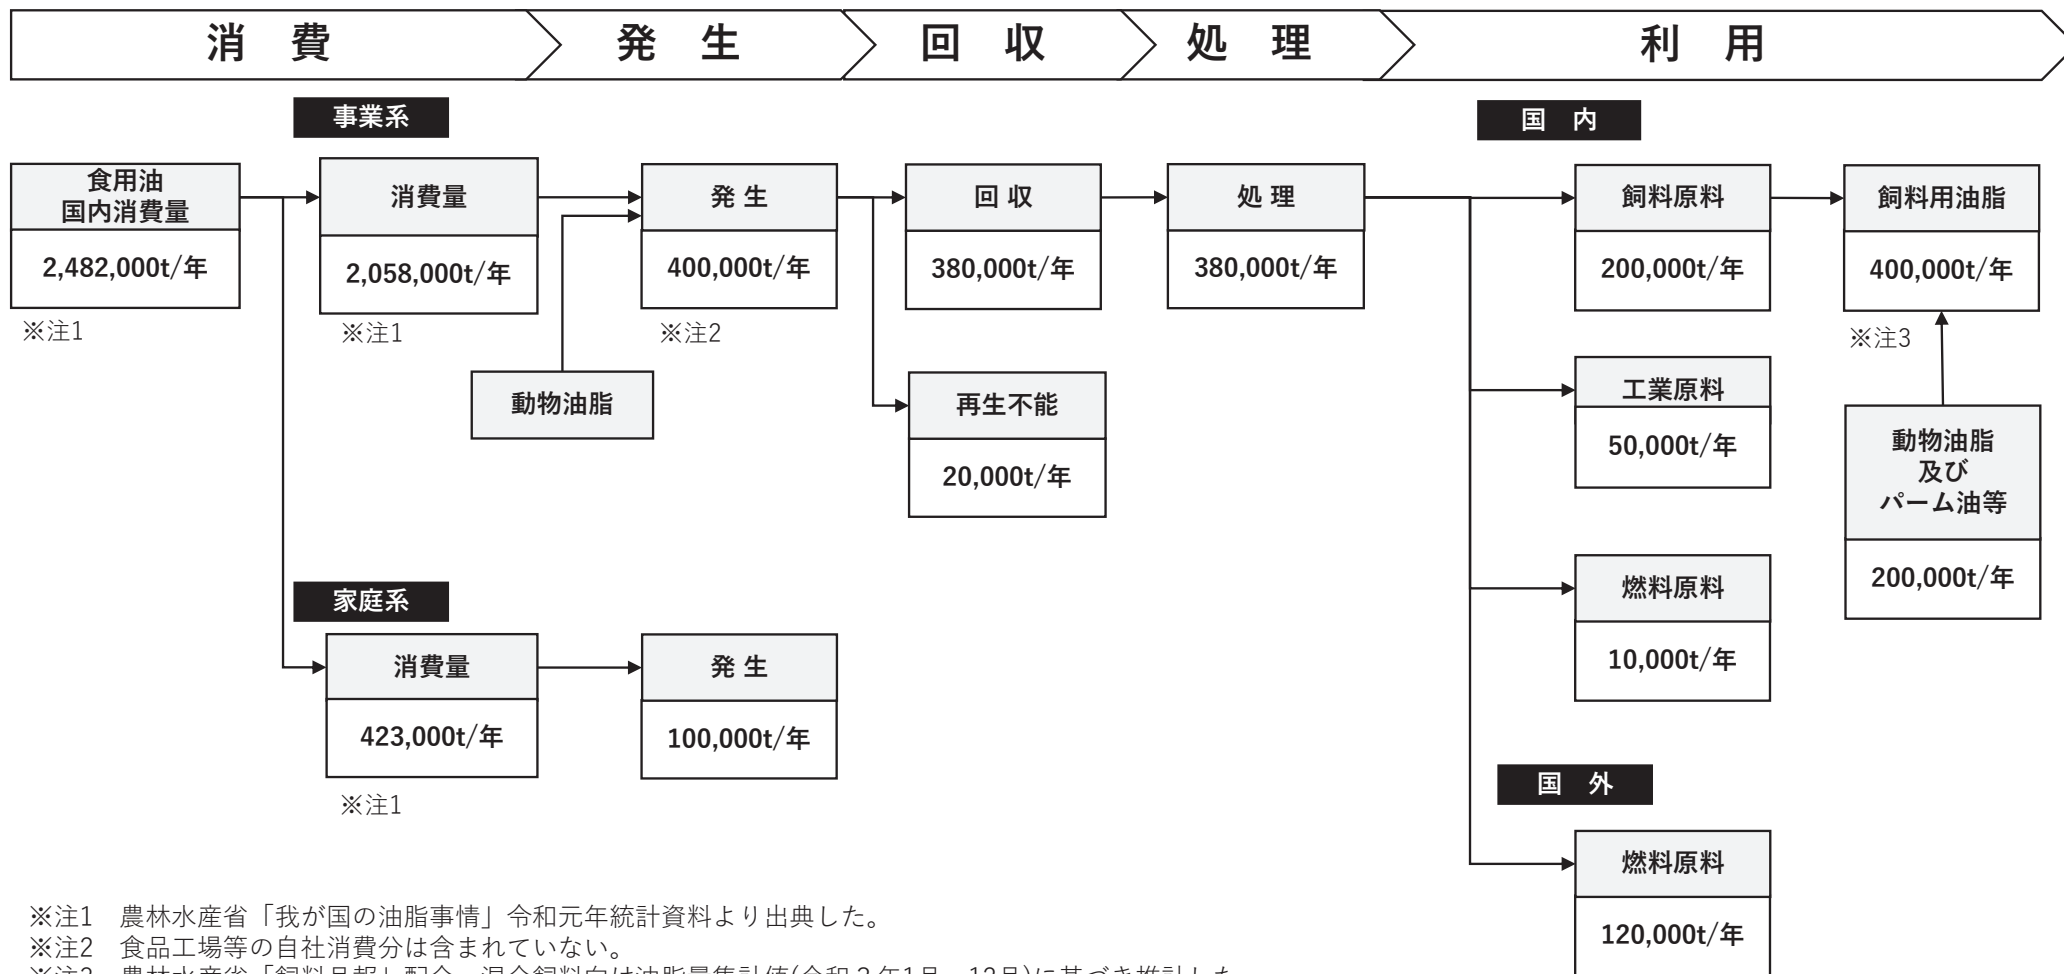 消 費
発 生
回 収
処 理
利 用
事業系
国 内
食用油
国内消費量
2,482,000t/年
※注1
消費量
2,058,000t/年
※注1
動物油脂
発 生
400,000t/年
※注2
回 収
380,000t/年
再生不能
20,000t/年
処 理
380,000t/年
飼料原料
200,000t/年
飼料用油脂
400,000t/年
※注3
工業原料
50,000t/年
動物油脂
及び
パーム油等
200,000t/年
燃料原料
10,000t/年
家庭系
消費量
423,000t/年
※注1
発 生
100,000t/年
国 外
燃料原料
120,000t/年
※注1 農林水産省「我が国の油脂事情」令和元年統計資料より出典した。
※注2 食品工場等の自社消費分は含まれていない。